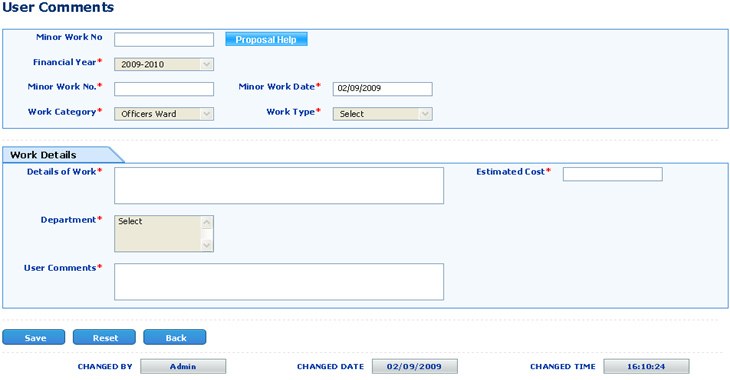 User Comments
Minor Work No Proposal Help
Financial Year* 2009-2010
Minor Work No.* Minor Work Date* 02/09/2009
Work Category* Officers Ward Work Type* Select
Work Details
Details of Work* Estimated Cost*
Department* Select
User Comments*
Save Reset Back
CHANGED BY Admin CHANGED DATE 02/09/2009 CHANGED TIME 16:10:24